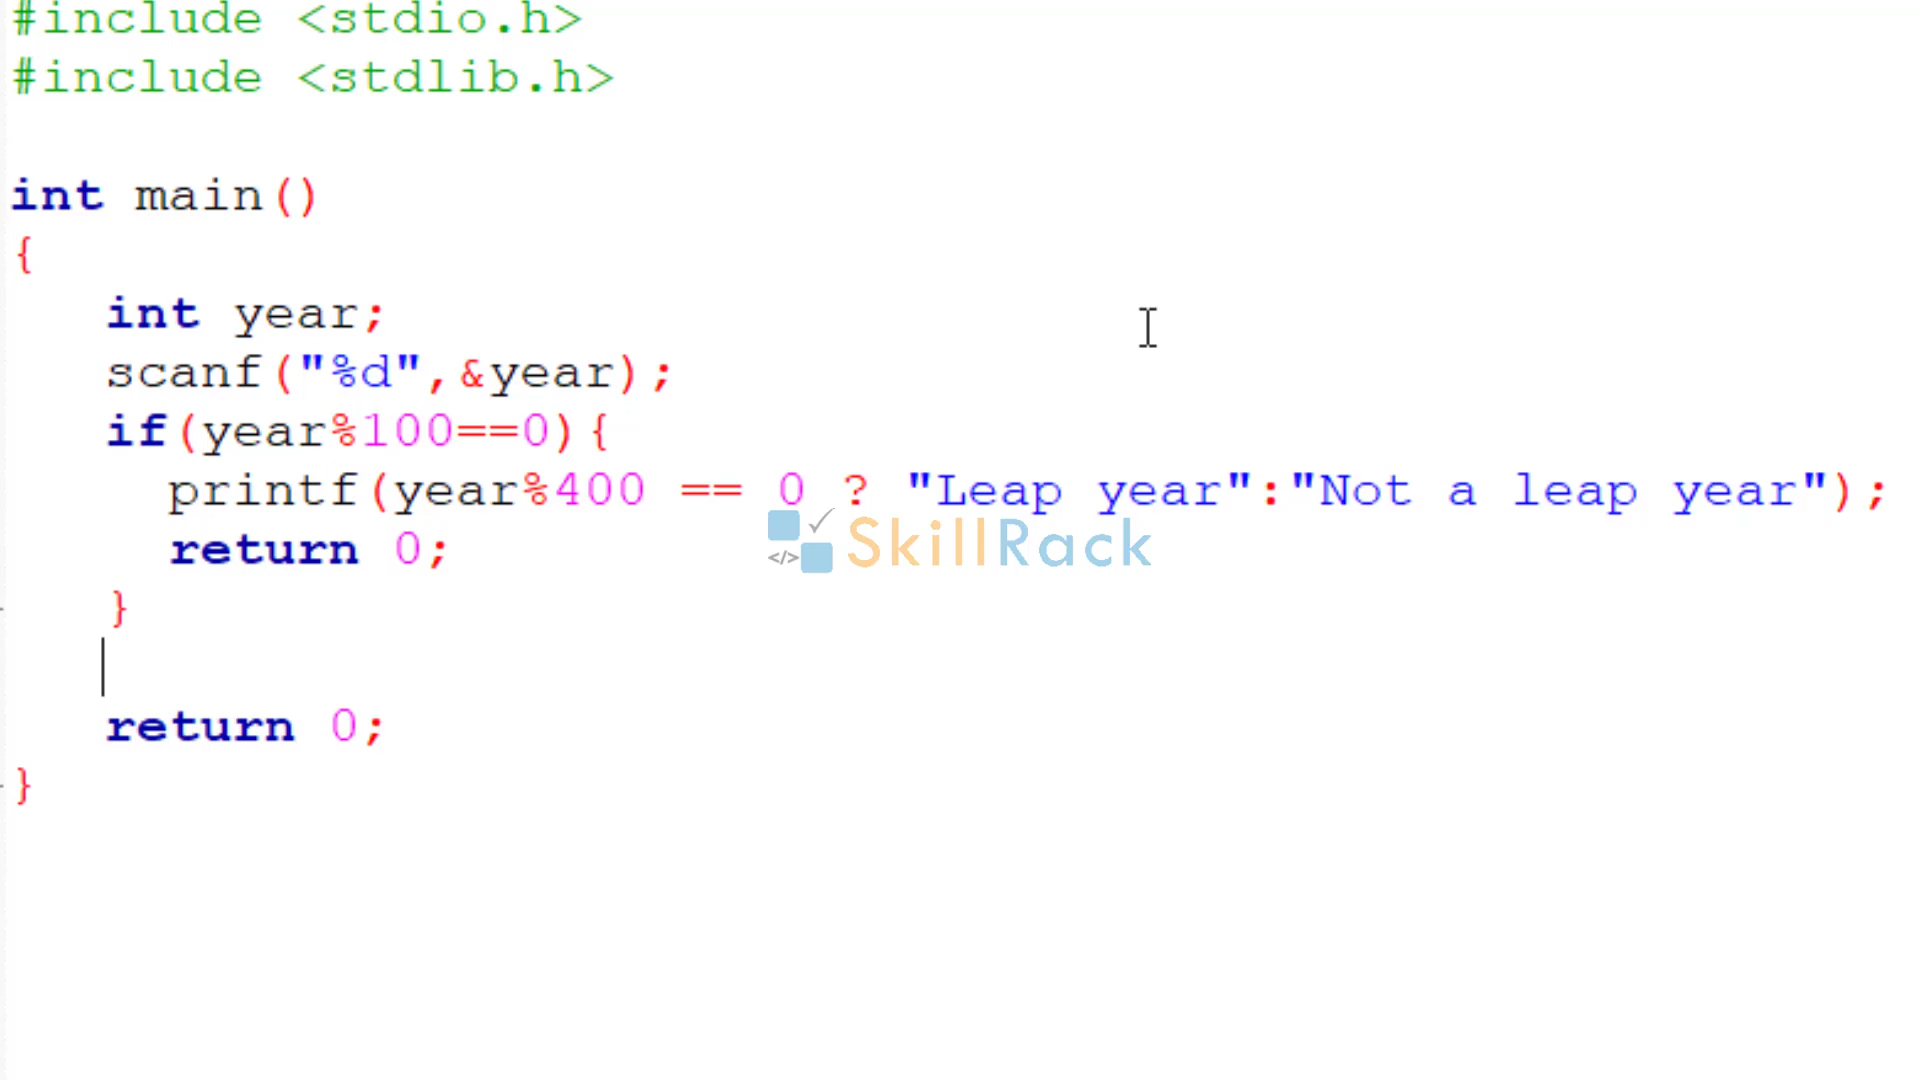 #include <stdio.h>
#include <stdlib.h>
int main()
{
int year;
scanf("%d",&year);
if(year%100==0){
printf(year%400 == 0 ? "Leap year":"Not a leap year");
</> SkillRack
return 0;
}
return 0;
}